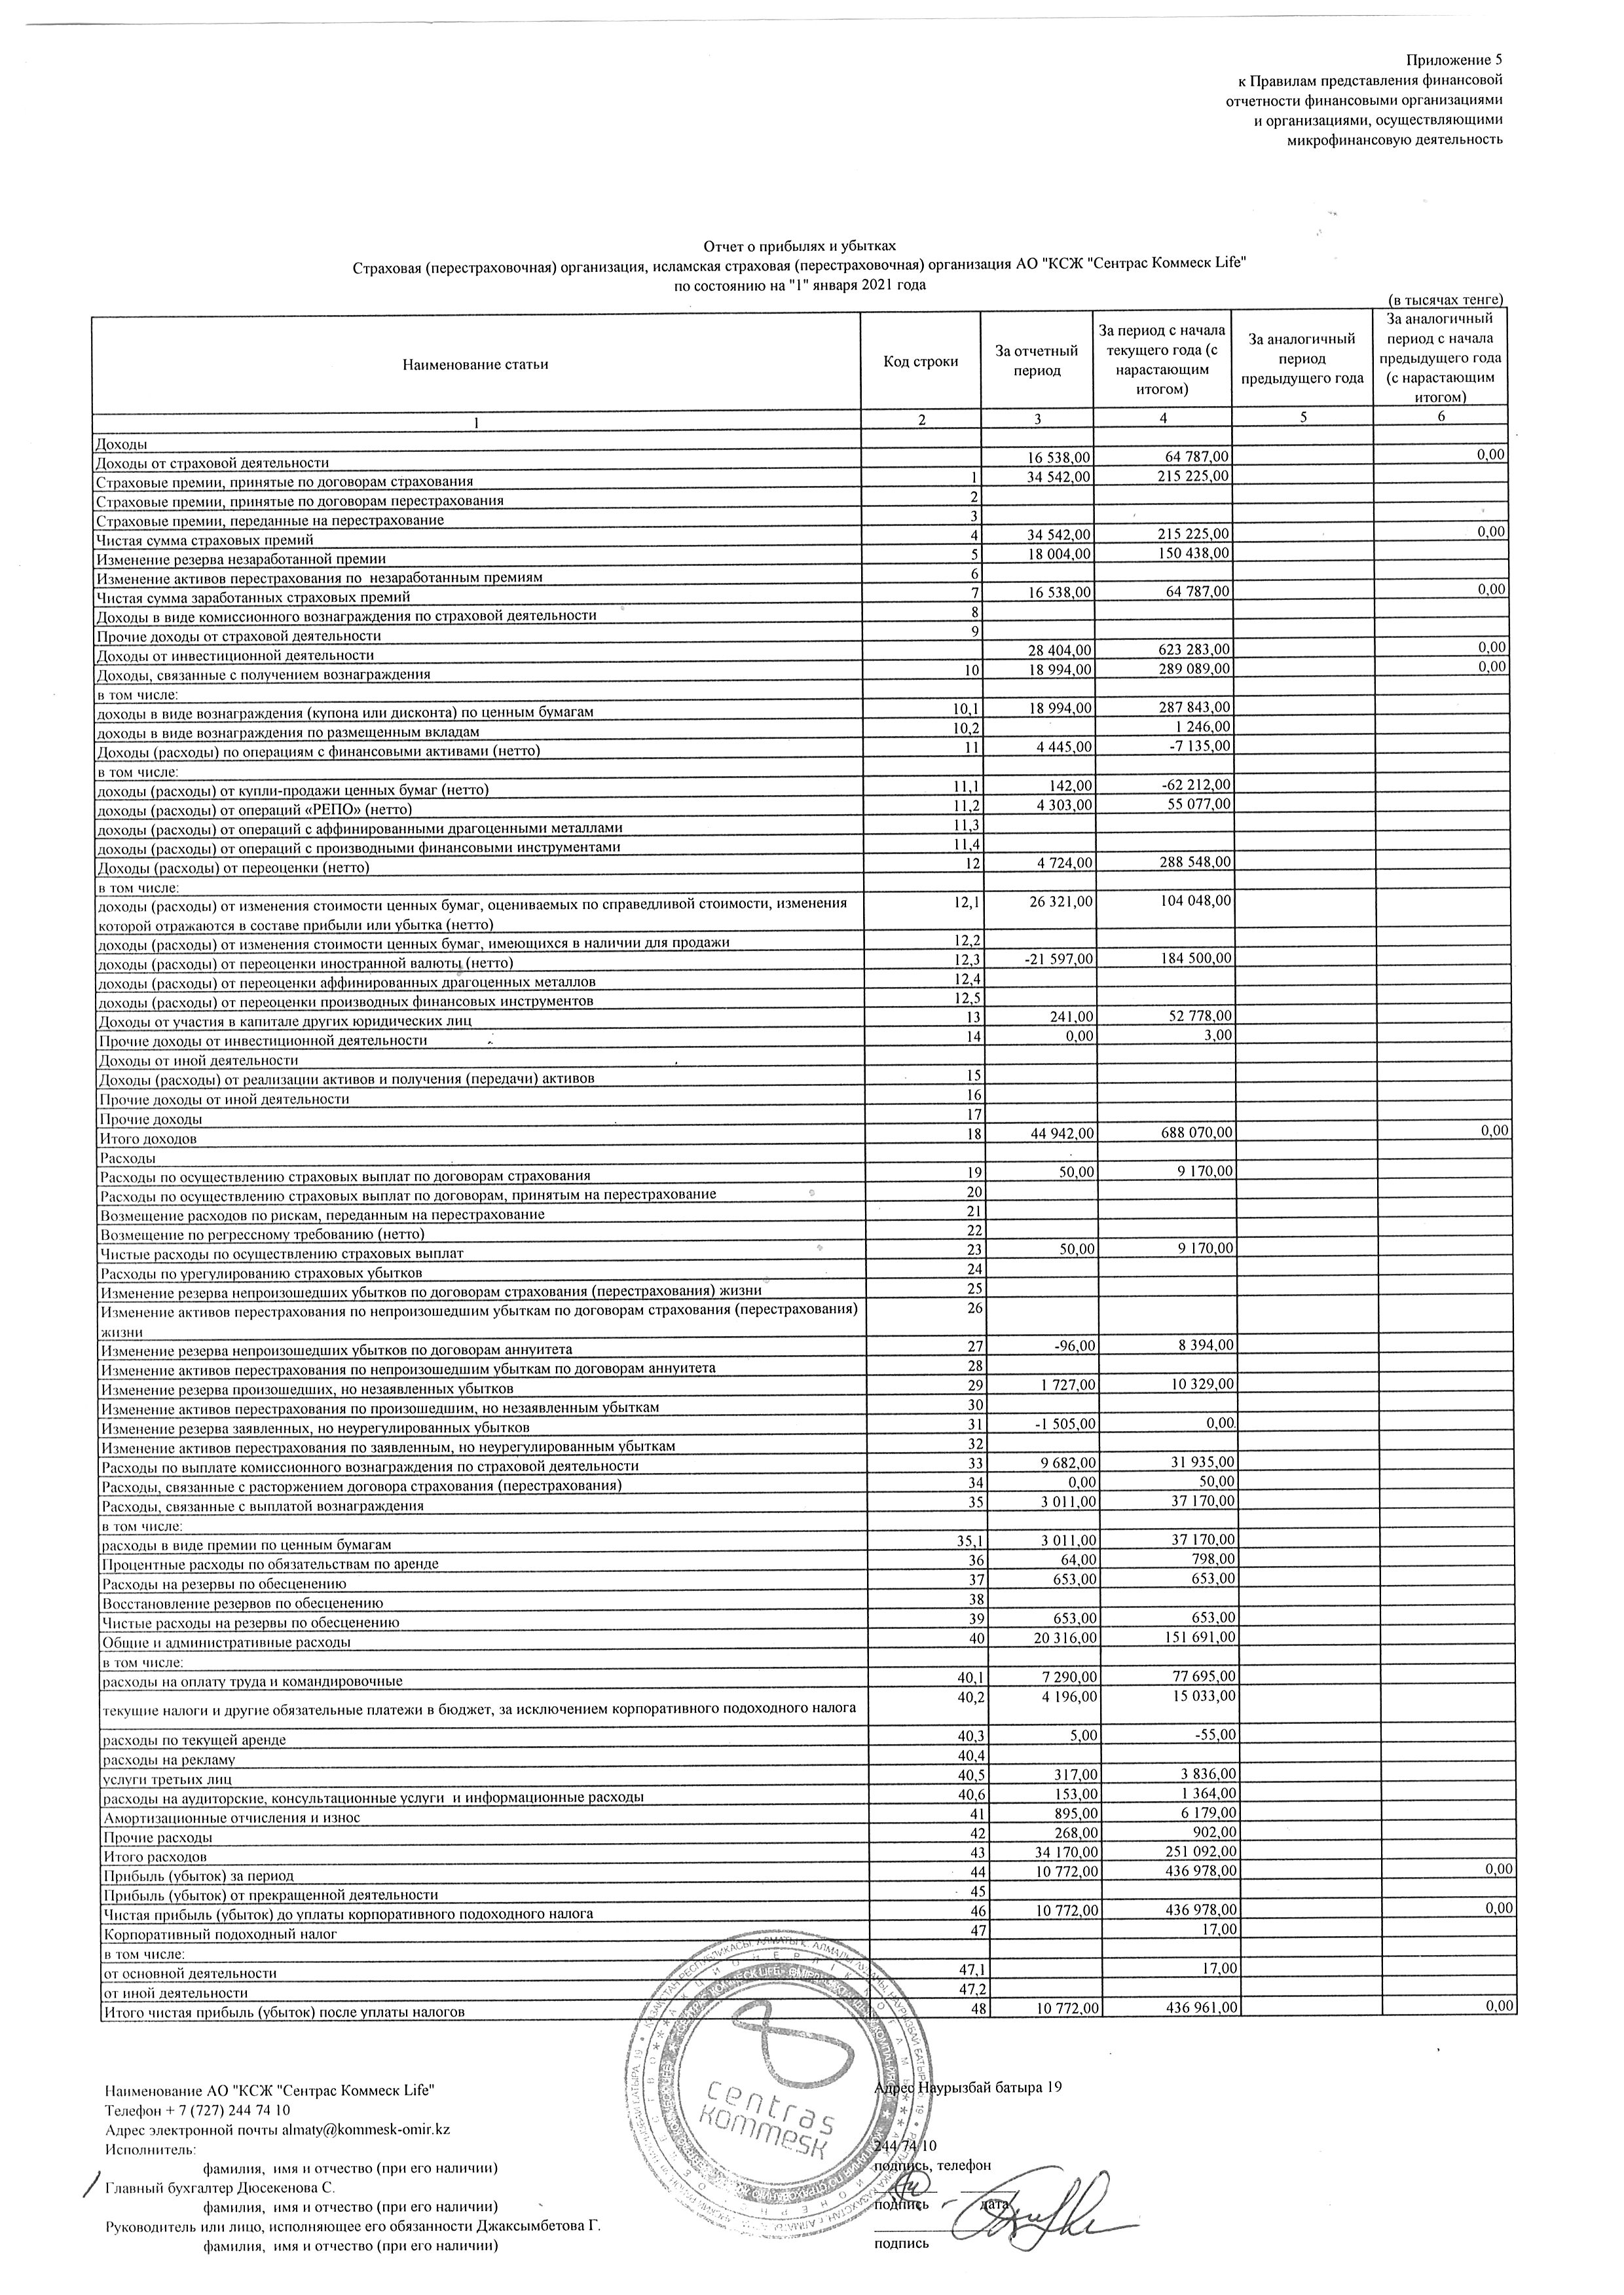 Приложение 5
к Правилам представления финансовой
отчетности финансовыми организациями
и организациями, осуществляющими
микрофинансовую деятельность
Отчет о прибылях и убытках
Страховая (перестраховочная) организация, исламская страховая (перестраховочная) организация АО "КСЖ "Сентрас Коммеск Life"
по состоянию на "1" января 2021 года
(в тысячах тенге)
Наименование статьи Код строки За отчетный период За период с начала текущего года (с нарастающим итогом) За аналогичный период предыдущего года За аналогичный период с начала предыдущего года (с нарастающим итогом)
1 2 3 4 5 6
Доходы
Доходы от страховой деятельности 16 538,00 64 787,00 0,00
Страховые премии, принятые по договорам страхования 1 34 542,00 215 225,00
Страховые премии, принятые по договорам перестрахования 2
Страховые премии, переданные на перестрахование 3
Чистая сумма страховых премий 4 34 542,00 215 225,00 0,00
Изменение резерва незаработанной премии 5 18 004,00 150 438,00
Изменение активов перестрахования по незаработанным премиям 6
Чистая сумма заработанных страховых премий 7 16 538,00 64 787,00 0,00
Доходы в виде комиссионного вознаграждения по страховой деятельности 8
Прочие доходы от страховой деятельности 9
Доходы от инвестиционной деятельности 28 404,00 623 283,00 0,00
Доходы, связанные с получением вознаграждения 10 18 994,00 289 089,00 0,00
в том числе:
доходы в виде вознаграждения (купона или дисконта) по ценным бумагам 10,1 18 994,00 287 843,00
доходы в виде вознаграждения по размещенным вкладам 10,2 1 246,00
Доходы (расходы) по операциям с финансовыми активами (нетто) 11 4 445,00 -7 135,00
в том числе:
доходы (расходы) от купли-продажи ценных бумаг (нетто) 11,1 142,00 -62 212,00
доходы (расходы) от операций «РЕПО» (нетто) 11,2 4 303,00 55 077,00
доходы (расходы) от операций с аффинированными драгоценными металлами 11,3
доходы (расходы) от операций с производными финансовыми инструментами 11,4
Доходы (расходы) от переоценки (нетто) 12 4 724,00 288 548,00
в том числе:
доходы (расходы) от изменения стоимости ценных бумаг, оцениваемых по справедливой стоимости, изменения 12,1 26 321,00 104 048,00
которой отражаются в составе прибыли или убытка (нетто)
доходы (расходы) от изменения стоимости ценных бумаг, имеющихся в наличии для продажи 12,2
доходы (расходы) от переоценки иностранной валюты (нетто) 12,3 -21 597,00 184 500,00
доходы (расходы) от переоценки аффинированных драгоценных металлов 12,4
доходы (расходы) от переоценки производных финансовых инструментов 12,5
Доходы от участия в капитале других юридических лиц 13 241,00 52 778,00
Прочие доходы от инвестиционной деятельности 14 0,00 3,00
Доходы от иной деятельности
Доходы (расходы) от реализации активов и получения (передачи) активов 15
Прочие доходы от иной деятельности 16
Прочие доходы 17
Итого доходов 18 44 942,00 688 070,00 0,00
Расходы
Расходы по осуществлению страховых выплат по договорам страхования 19 50,00 9 170,00
Расходы по осуществлению страховых выплат по договорам, принятым на перестрахование 20
Возмещение расходов по рискам, переданным на перестрахование 21
Возмещение по регрессному требованию (нетто) 22
Чистые расходы по осуществлению страховых выплат 23 50,00 9 170,00
Расходы по урегулированию страховых убытков 24
Изменение резерва непроизошедших убытков по договорам страхования (перестрахования) жизни 25
Изменение активов перестрахования по непроизошедшим убыткам по договорам страхования (перестрахования) 26
жизни
Изменение резерва непроизошедших убытков по договорам аннуитета 27 -96,00 8 394,00
Изменение активов перестрахования по непроизошедшим убыткам по договорам аннуитета 28
Изменение резерва произошедших, но незаявленных убытков 29 1 727,00 10 329,00
Изменение активов перестрахования по произошедшим, но незаявленным убыткам 30
Изменение резерва заявленных, но неурегулированных убытков 31 -1 505,00 0,00
Изменение активов перестрахования по заявленным, но неурегулированным убыткам 32
Расходы по выплате комиссионного вознаграждения по страховой деятельности 33 9 682,00 31 935,00
Расходы, связанные с расторжением договора страхования (перестрахования) 34 0,00 50,00
Расходы, связанные с выплатой вознаграждения 35 3 011,00 37 170,00
в том числе:
расходы в виде премии по ценным бумагам 35,1 3 011,00 37 170,00
Процентные расходы по обязательствам по аренде 36 64,00 798,00
Расходы на резервы по обесценению 37 653,00 653,00
Восстановление резервов по обесценению 38
Чистые расходы на резервы по обесценению 39 653,00 653,00
Общие и административные расходы 40 20 316,00 151 691,00
в том числе:
расходы на оплату труда и командировочные 40,1 7 290,00 77 695,00
текущие налоги и другие обязательные платежи в бюджет, за исключением корпоративного подоходного налога 40,2 4 196,00 15 033,00
расходы по текущей аренде 40,3 5,00 -55,00
расходы на рекламу 40,4
услуги третьих лиц 40,5 317,00 3 836,00
расходы на аудиторские, консультационные услуги и информационные расходы 40,6 153,00 1 364,00
Амортизационные отчисления и износ 41 895,00 6 179,00
Прочие расходы 42 268,00 902,00
Итого расходов 43 34 170,00 251 092,00
Прибыль (убыток) за период 44 10 772,00 436 978,00 0,00
Прибыль (убыток) от прекращенной деятельности 45
Чистая прибыль (убыток) до уплаты корпоративного подоходного налога 46 10 772,00 436 978,00 0,00
Корпоративный подоходный налог 47 17,00
в том числе:
от основной деятельности 47,1 17,00
от иной деятельности 47,2
Итого чистая прибыль (убыток) после уплаты налогов 48 10 772,00 436 961,00 0,00
centras
kommesk
Наименование АО "КСЖ "Сентрас Коммеск Life" Адрес Наурызбай батыра 19
Телефон + 7 (727) 244 74 10
Адрес электронной почты almaty@kommesk-omir.kz
Исполнитель: 244 74 10
фамилия, имя и отчество (при его наличии) подпись, телефон
Главный бухгалтер Дюсекенова С.
фамилия, имя и отчество (при его наличии) подпись дата
Руководитель или лицо, исполняющее его обязанности Джаксымбетова Г.
фамилия, имя и отчество (при его наличии) подпись